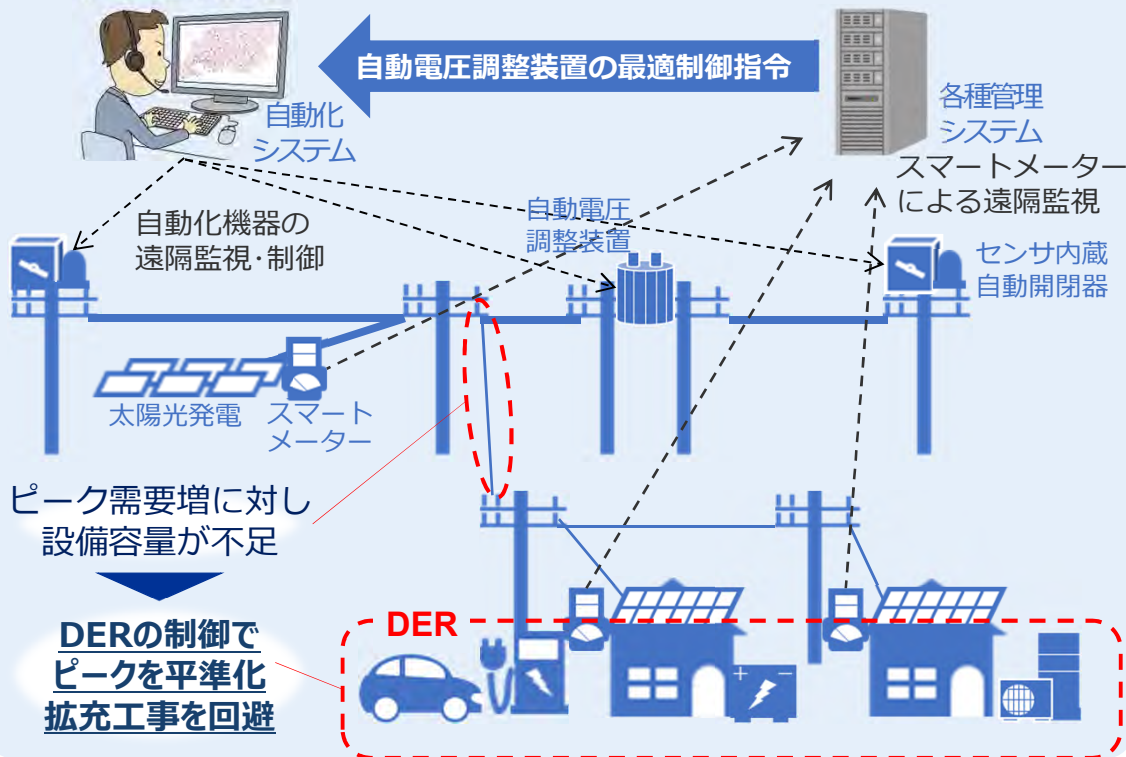 自動電圧調整装置の最適制御指令
自動化
システム
各種管理
システム
スマートメーター
による遠隔監視
自動化機器の
遠隔監視･制御
自動電圧
調整装置
センサ内蔵
自動開閉器
太陽光発電
スマート
メーター
ピーク需要増に対し
設備容量が不足
DERの制御で
ピークを平準化
拡充工事を回避
DER